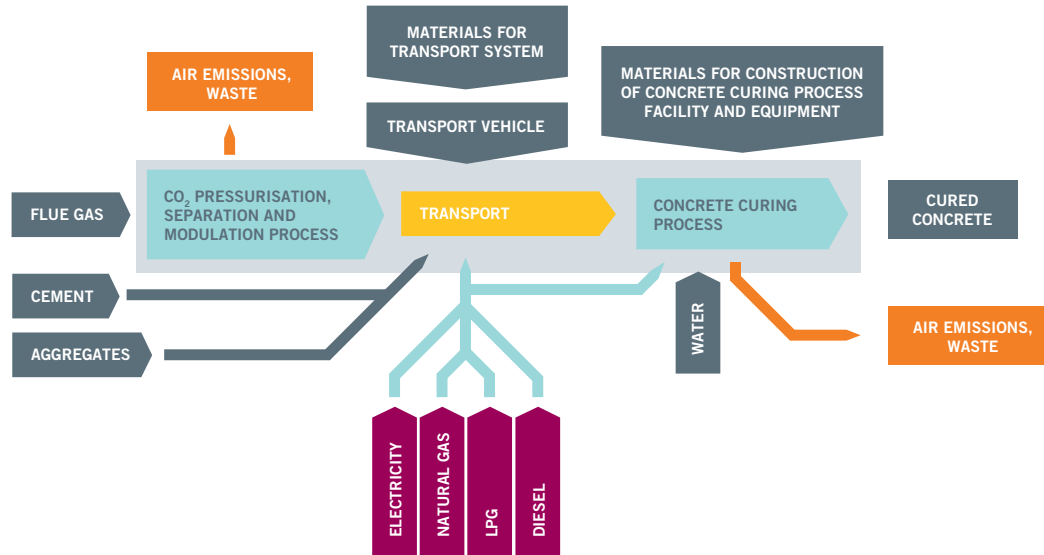 MATERIALS FOR
TRANSPORT SYSTEM
AIR EMISSIONS,
WASTE
MATERIALS FOR CONSTRUCTION
OF CONCRETE CURING PROCESS
FACILITY AND EQUIPMENT
TRANSPORT VEHICLE
FLUE GAS
CO₂ PRESSURISATION,
SEPARATION AND
MODULATION PROCESS
TRANSPORT
CONCRETE CURING
PROCESS
CURED
CONCRETE
CEMENT
AGGREGATES
WATER
AIR EMISSIONS,
WASTE
ELECTRICITY
NATURAL GAS
LPG
DIESEL